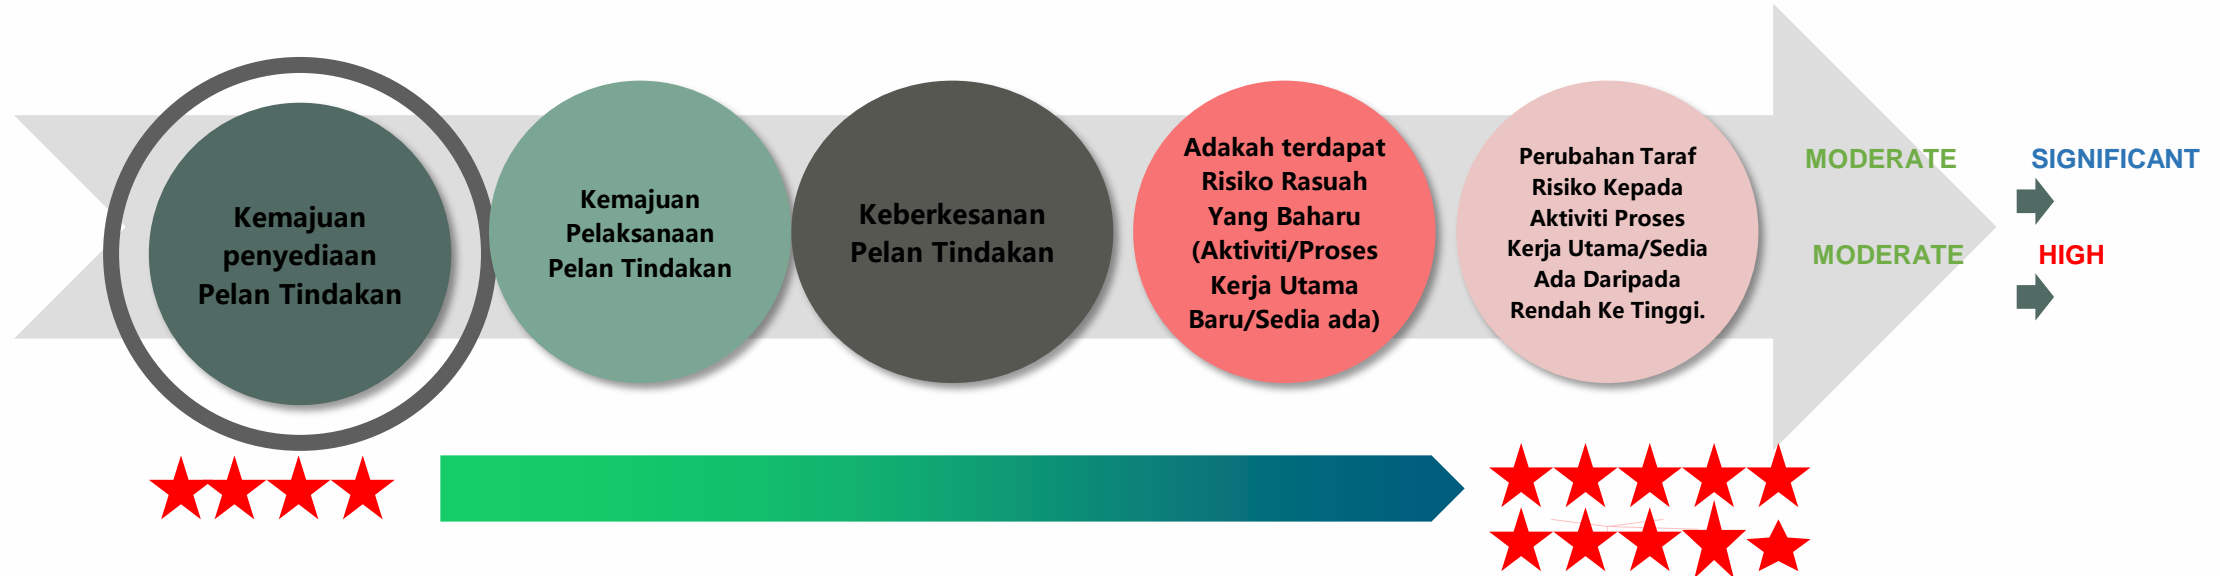 Kemajuan
penyediaan
Pelan Tindakan
Kemajuan
Pelaksanaan
Pelan Tindakan
Keberkesanan
Pelan Tindakan
Adakah terdapat
Risiko Rasuah
Yang Baharu
(Aktiviti/Proses
Kerja Utama
Baru/Sedia ada)
Perubahan Taraf
Risiko Kepada
Aktiviti Proses
Kerja Utama/Sedia
Ada Daripada
Rendah Ke Tinggi.
MODERATE SIGNIFICANT
MODERATE HIGH